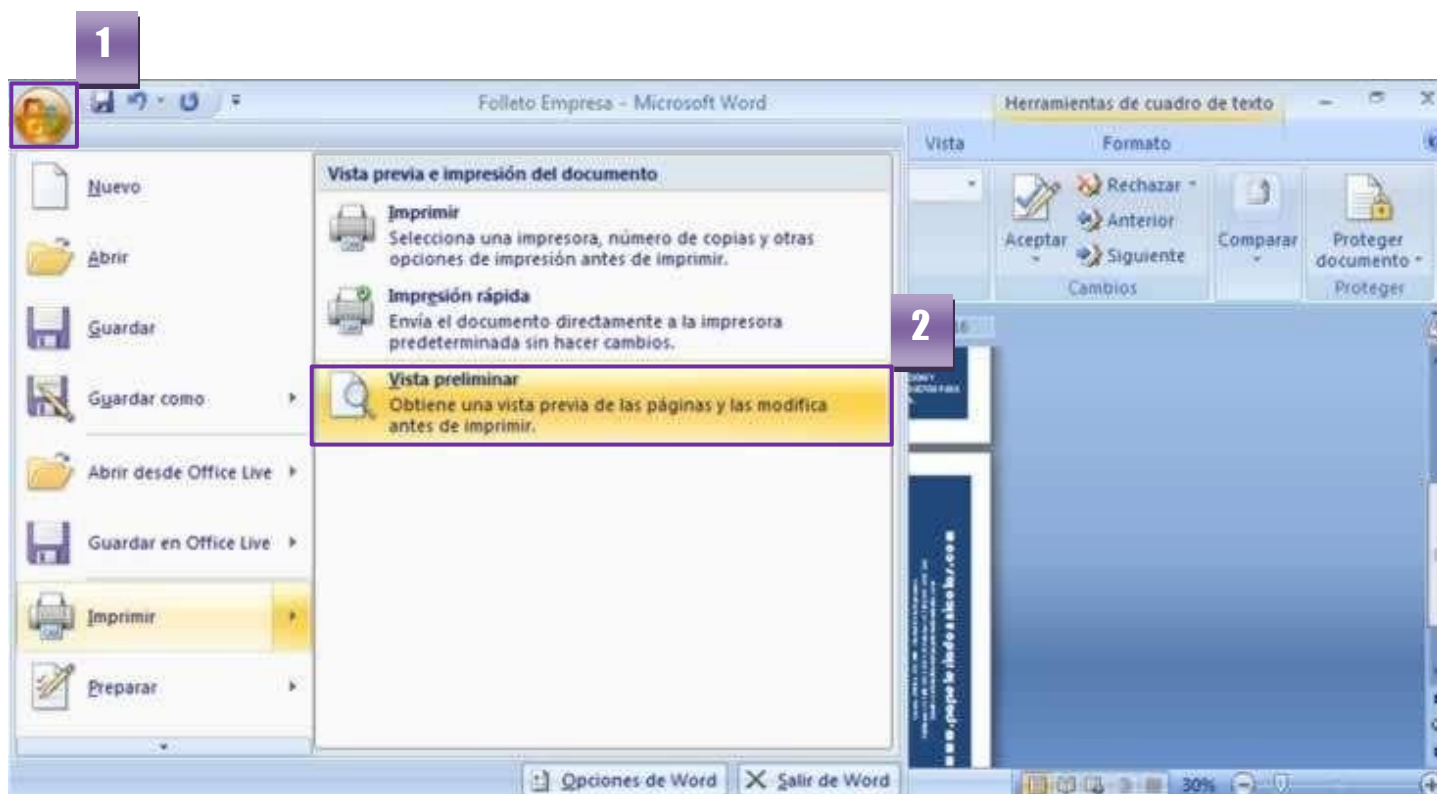 1
Folleto Empresa - Microsoft Word
Herramientas de cuadro de texto
Vista
Formato
Nuevo
Abrir
Guardar
Guardar como
Abrir desde Office Live
Guardar en Office Live
Imprimir
Preparar
Vista previa e impresión del documento
Imprimir
Selecciona una impresora, número de copias y otras
opciones de impresión antes de imprimir.
Impresión rápida
Envía el documento directamente a la impresora
predeterminada sin hacer cambios.
2
Vista preliminar
Obtiene una vista previa de las páginas y las modifica
antes de imprimir.
Rechazar
Anterior
Siguiente
Aceptar
Cambios
Comparar
Proteger
documento
Proteger
Opciones de Word
Salir de Word
30%